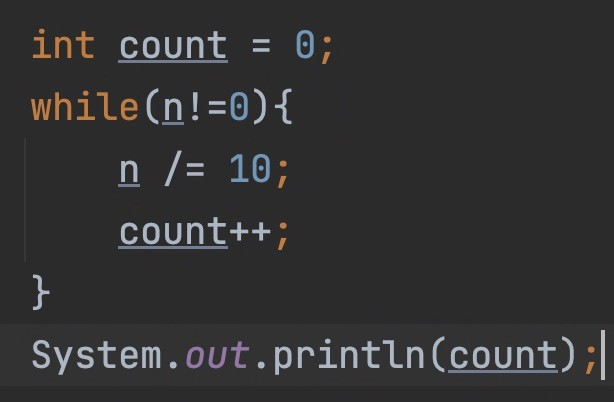 int count = 0;
while(n!=0){
    n /= 10;
    count++;
}
System.out.println(count);